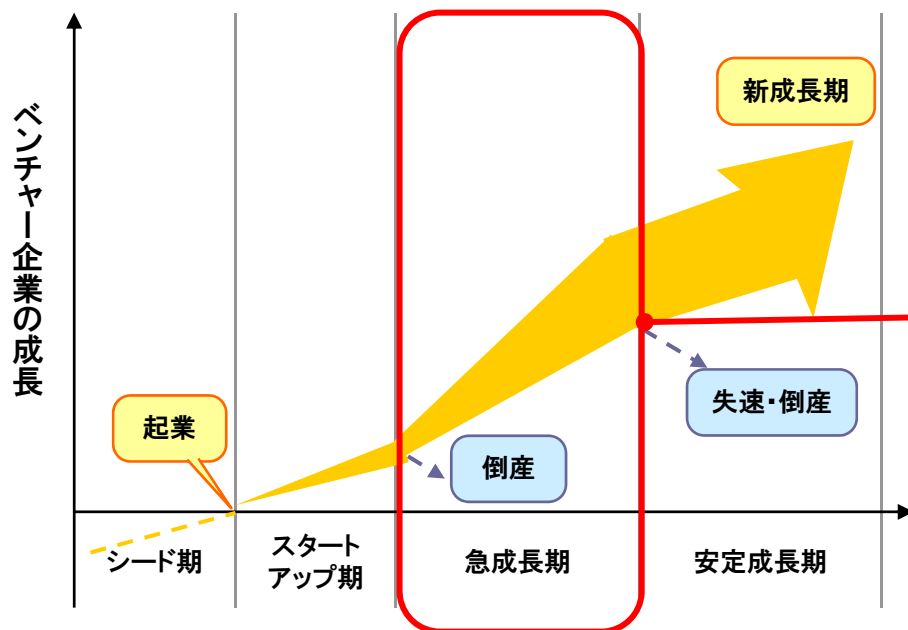 ベンチャー企業の成長
新成長期
失速・倒産
起業
倒産
シード期
スタート
アップ期
急成長期
安定成長期